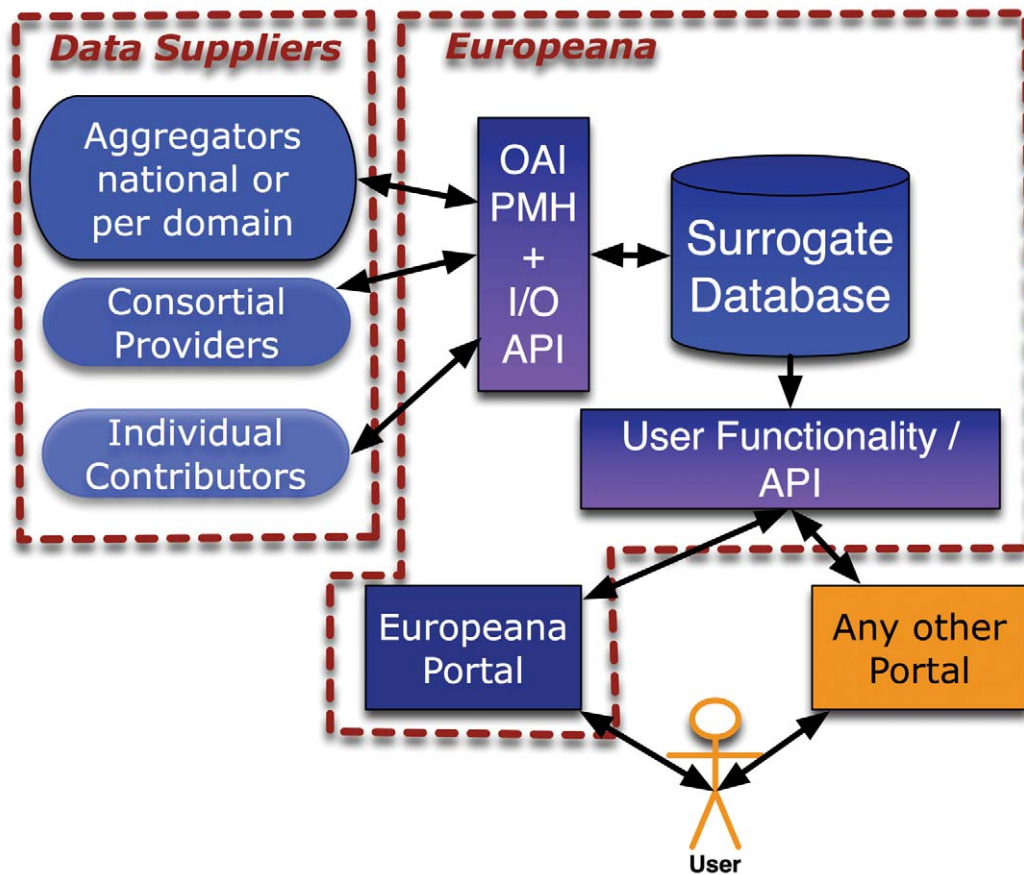 Data Suppliers
Aggregators
national or
per domain
Consortial
Providers
Individual
Contributors
Europeana
OAI
PMH
+
I/O
API
Surrogate
Database
User Functionality /
API
Europeana
Portal
Any other
Portal
User